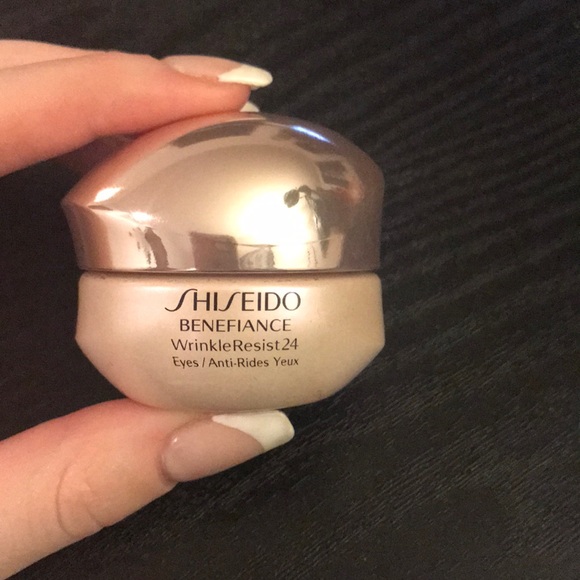 SHISEIDO
BENEFIANCE
WrinkleResist24
Eyes / Anti-Rides Yeux